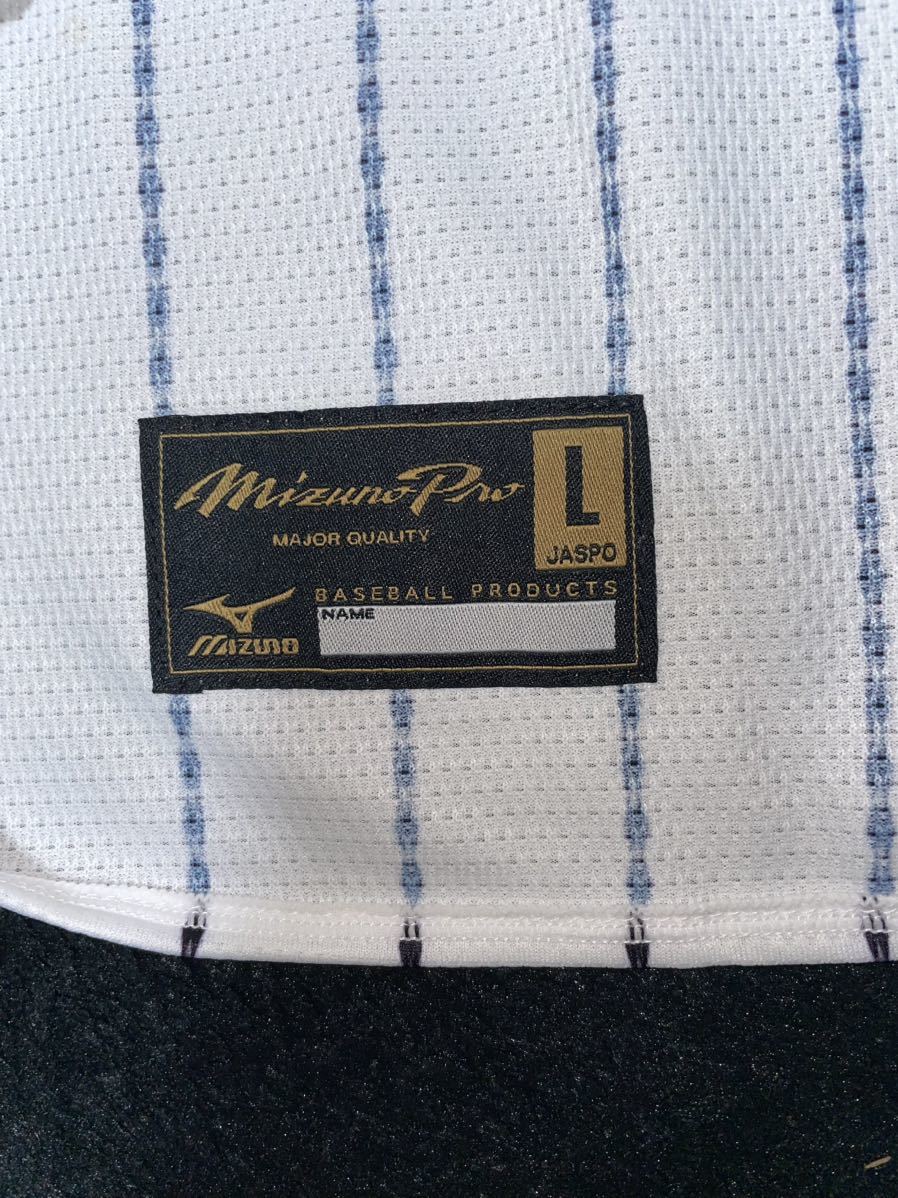 Mizuno Pro
L
MAJOR QUALITY
JASPO
BASEBALL PRODUCTS
NAME
mizuno